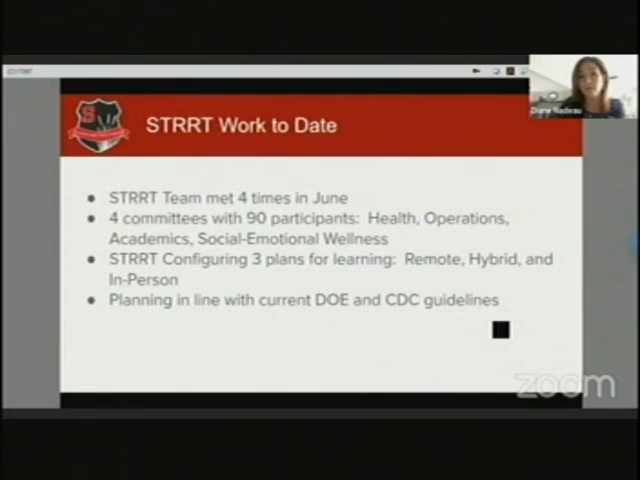 STRRT Work to Date
STRRT Team met 4 times in June
4 committees with 90 participants: Health, Operations,
Academics, Social-Emotional Wellness
STRRT Configuring 3 plans for learning: Remote, Hybrid, and
In-Person
Planning in line with current DOE and CDC guidelines
S
zoom